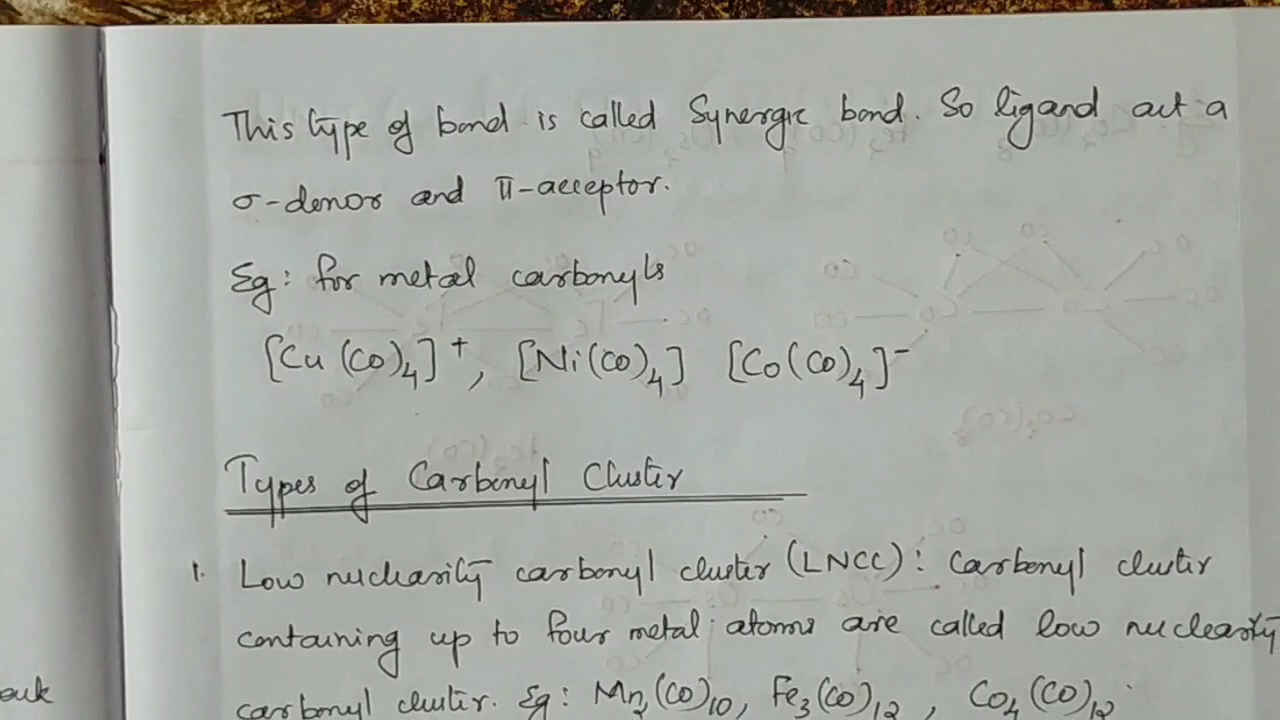 This type of bond is called Synergic bond. So ligand act a
σ-donor and π-acceptor.
Eg: for metal carbonyls
[Cu(CO)₄]⁺, [Ni(CO)₄] [Co(CO)₄]⁻
Types of Carbonyl Cluster
1. Low nuclearity carbonyl cluster (LNCC): Carbonyl cluster
containing up to four metal atoms are called low nuclearity
carbonyl cluster. Eg: Mn₂(CO)₁₀, Fe₃(CO)₁₂, Co₄(CO)₁₂.